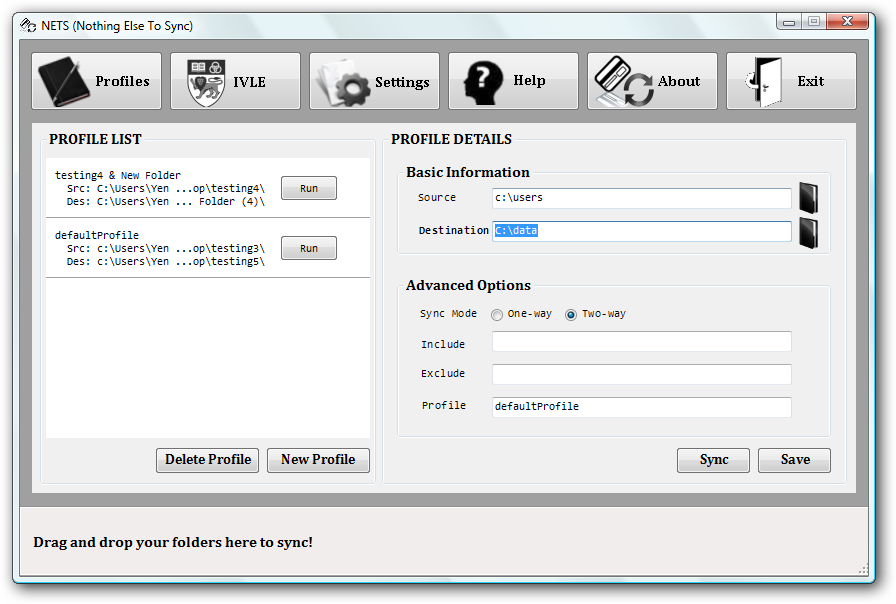 NETS (Nothing Else To Sync)
Profiles
IVLE
Settings
Help
About
Exit
PROFILE LIST
testing4 & New Folder
Src: C:\Users\Yen ...op\testing4\
Des: C:\Users\Yen ... Folder (4)\
Run
defaultProfile
Src: c:\Users\Yen ...op\testing3\
Des: c:\Users\Yen ...op\testing5\
Run
Delete Profile
New Profile
PROFILE DETAILS
Basic Information
Source c:\users
Destination C:\data
Advanced Options
Sync Mode One-way Two-way
Include
Exclude
Profile defaultProfile
Sync
Save
Drag and drop your folders here to sync!